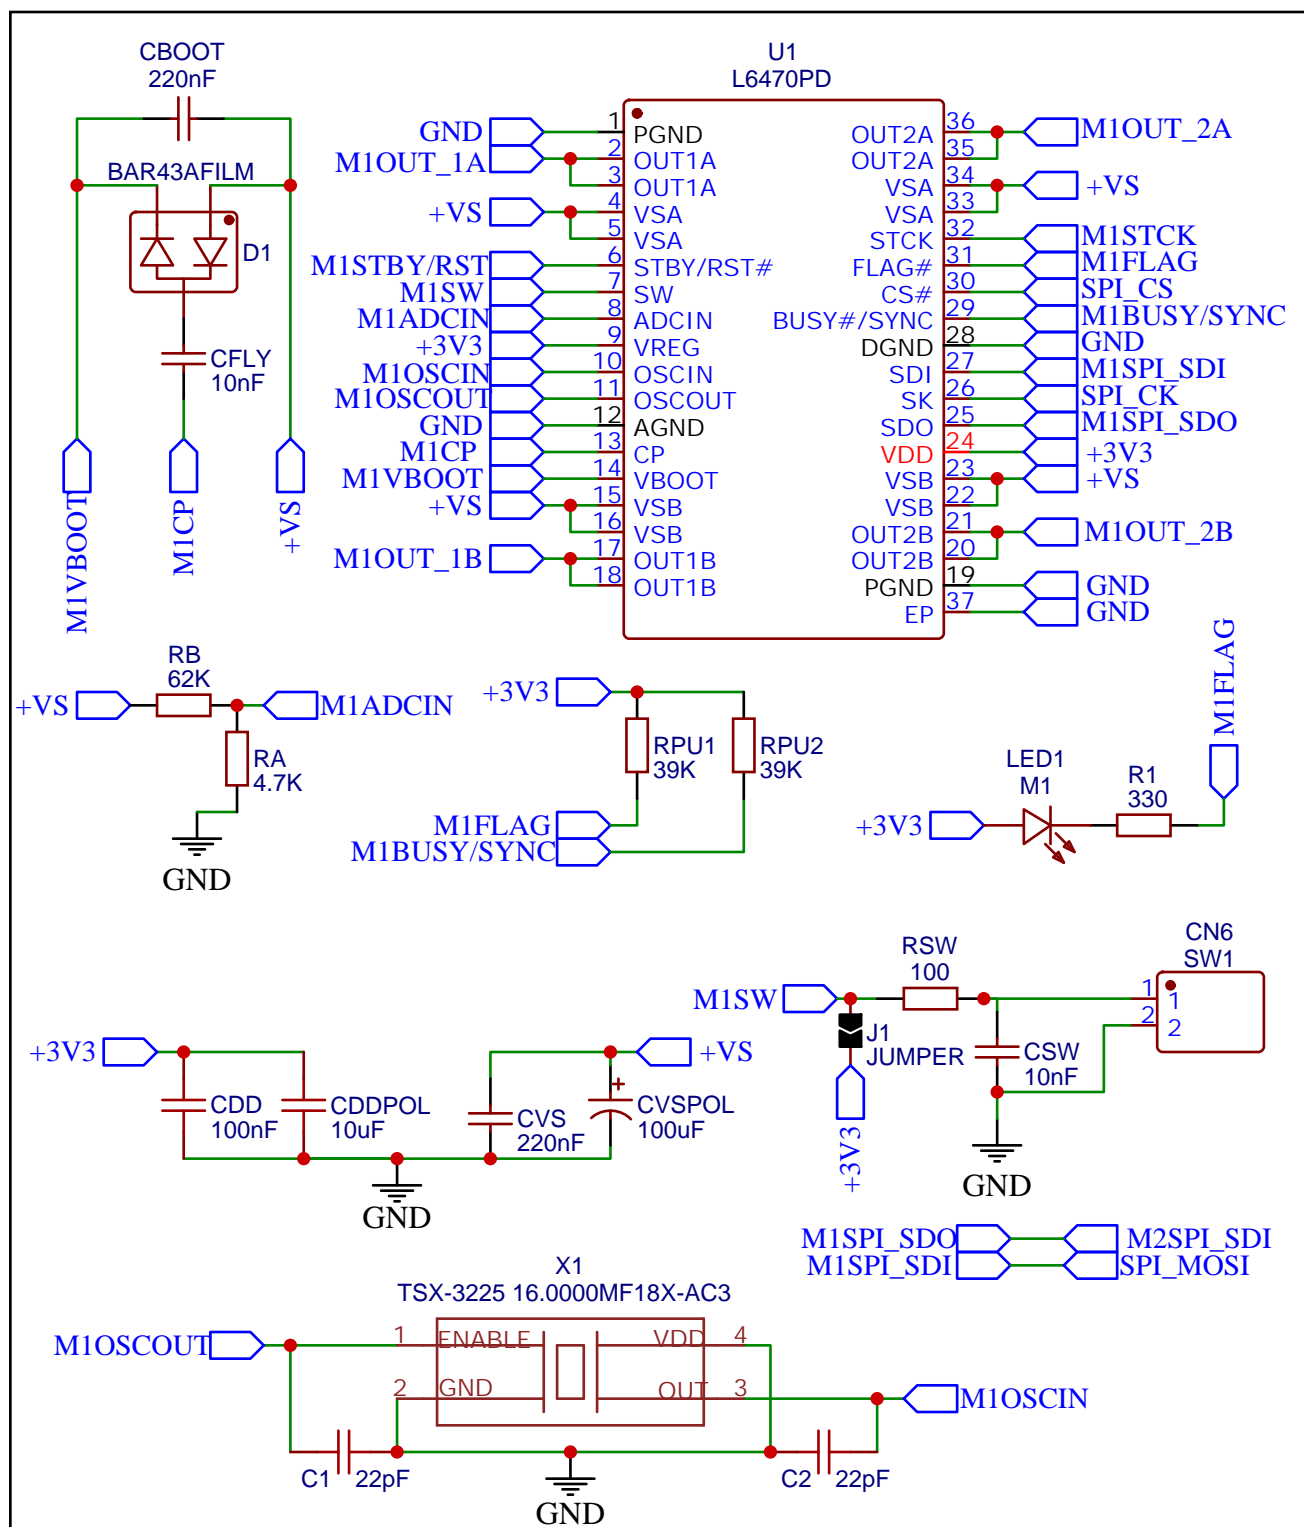 CBOOT
220nF
BAR43AFILM
D1
CFLY
10nF
M1VBOOT
M1CP
+VS
U1
L6470PD
GND 1 PGND
M1OUT_1A 2 OUT1A
3 OUT1A
+VS 4 VSA
5 VSA
M1STBY/RST 6 STBY/RST#
M1SW 7 SW
M1ADCIN 8 ADCIN
+3V3 9 VREG
M1OSCIN 10 OSCIN
M1OSCOUT 11 OSCOUT
GND 12 AGND
M1CP 13 CP
M1VBOOT 14 VBOOT
+VS 15 VSB
16 VSB
M1OUT_1B 17 OUT1B
18 OUT1B
OUT2A 36 M1OUT_2A
OUT2A 35
VSA 34 +VS
VSA 33
STCK 32 M1STCK
FLAG# 31 M1FLAG
CS# 30 SPI_CS
BUSY#/SYNC 29 M1BUSY/SYNC
DGND 28 GND
SDI 27 M1SPI_SDI
SK 26 SPI_CK
SDO 25 M1SPI_SDO
VDD 24 +3V3
VSB 23 +VS
VSB 22
OUT2B 21 M1OUT_2B
OUT2B 20
PGND 19 GND
EP 37 GND
RB
62K
+VS
M1ADCIN
RA
4.7K
GND
+3V3
RPU1
39K
RPU2
39K
M1FLAG
M1BUSY/SYNC
M1FLAG
LED1
M1
R1
330
+3V3
RSW
100
CN6
SW1
M1SW
1 1
2 2
J1
JUMPER
CSW
10nF
+3V3
GND
+3V3
CDD
100nF
CDDPOL
10uF
+VS
CVS
220nF
+
CVSPOL
100uF
GND
M1SPI_SDO M2SPI_SDI
M1SPI_SDI SPI_MOSI
X1
TSX-3225 16.0000MF18X-AC3
M1OSCOUT 1 ENABLE VDD 4
2 GND OUT 3 M1OSCIN
C1 22pF
C2 22pF
GND